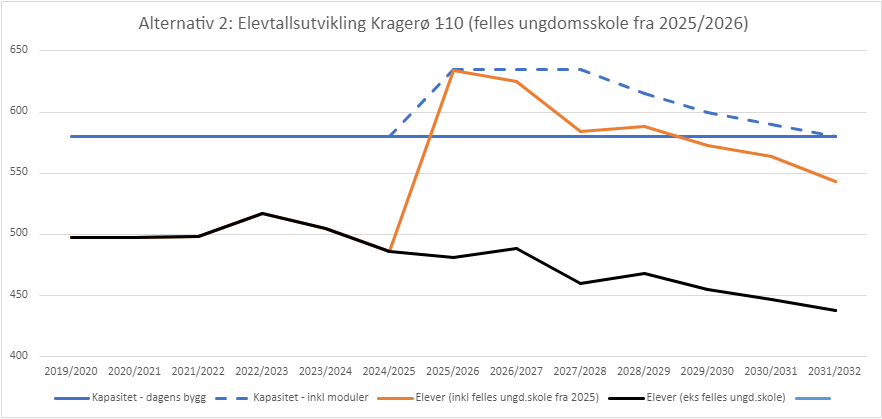 Alternativ 2: Elevtallsutvikling Kragerø 110 (felles ungdomsskole fra 2025/2026)
650
600
550
500
450
400
2019/2020 2020/2021 2021/2022 2022/2023 2023/2024 2024/2025 2025/2026 2026/2027 2027/2028 2028/2029 2029/2030 2030/2031 2031/2032
Kapasitet - dagens bygg Kapasitet - inkl moduler Elever (inkl felles ungd.skole fra 2025) Elever (eks felles ungd.skole)